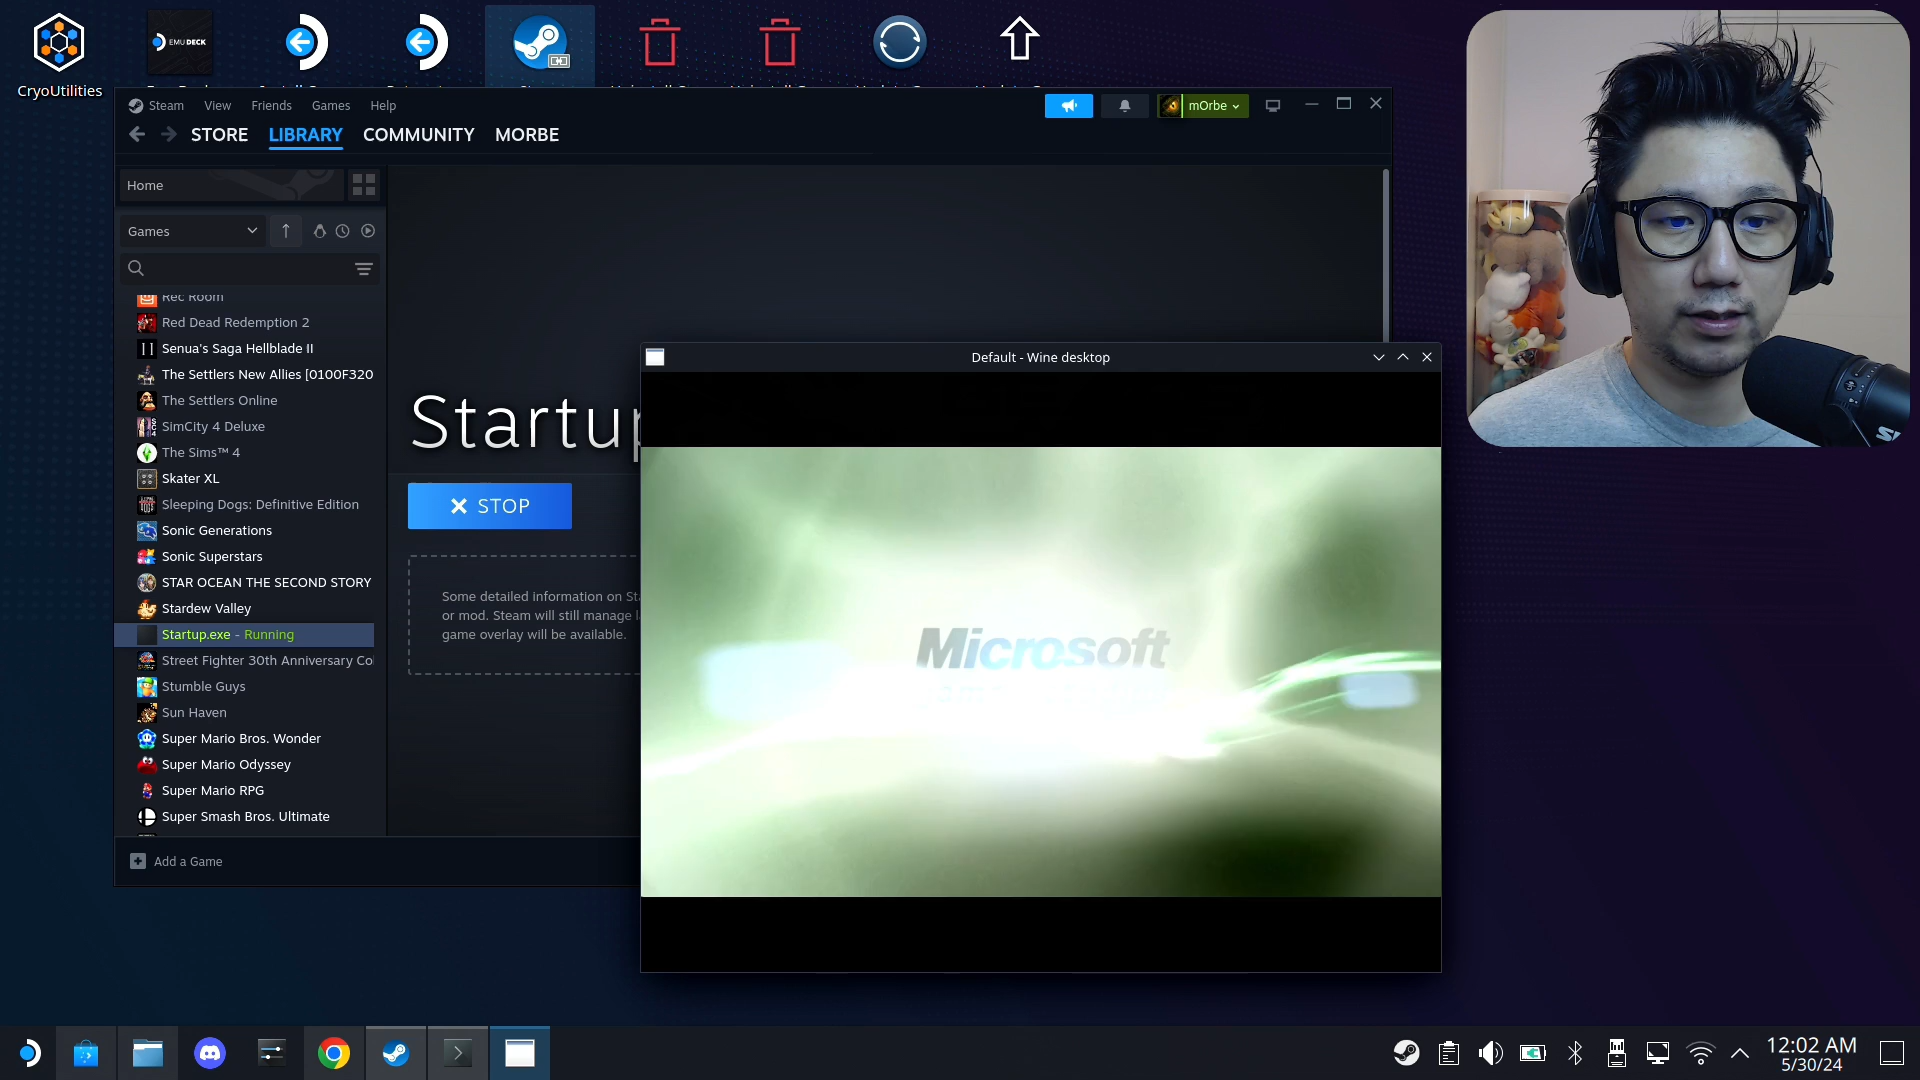 CryoUtilities
EMUDECK
Steam
View
Friends
Games
Help
mOrbe
STORE
LIBRARY
COMMUNITY
MORBE
Home
Games
Rec Room
Red Dead Redemption 2
Senua's Saga Hellblade II
The Settlers New Allies [0100F320
The Settlers Online
SimCity 4 Deluxe
The Sims™ 4
Skater XL
Sleeping Dogs: Definitive Edition
Sonic Generations
Sonic Superstars
STAR OCEAN THE SECOND STORY
Stardew Valley
Startup.exe - Running
Street Fighter 30th Anniversary Co
Stumble Guys
Sun Haven
Super Mario Bros. Wonder
Super Mario Odyssey
Super Mario RPG
Super Smash Bros. Ultimate
Add a Game
Startup
STOP
Some detailed information on St
or mod. Steam will still manage l
game overlay will be available.
Default - Wine desktop
Microsoft
12:02 AM
5/30/24